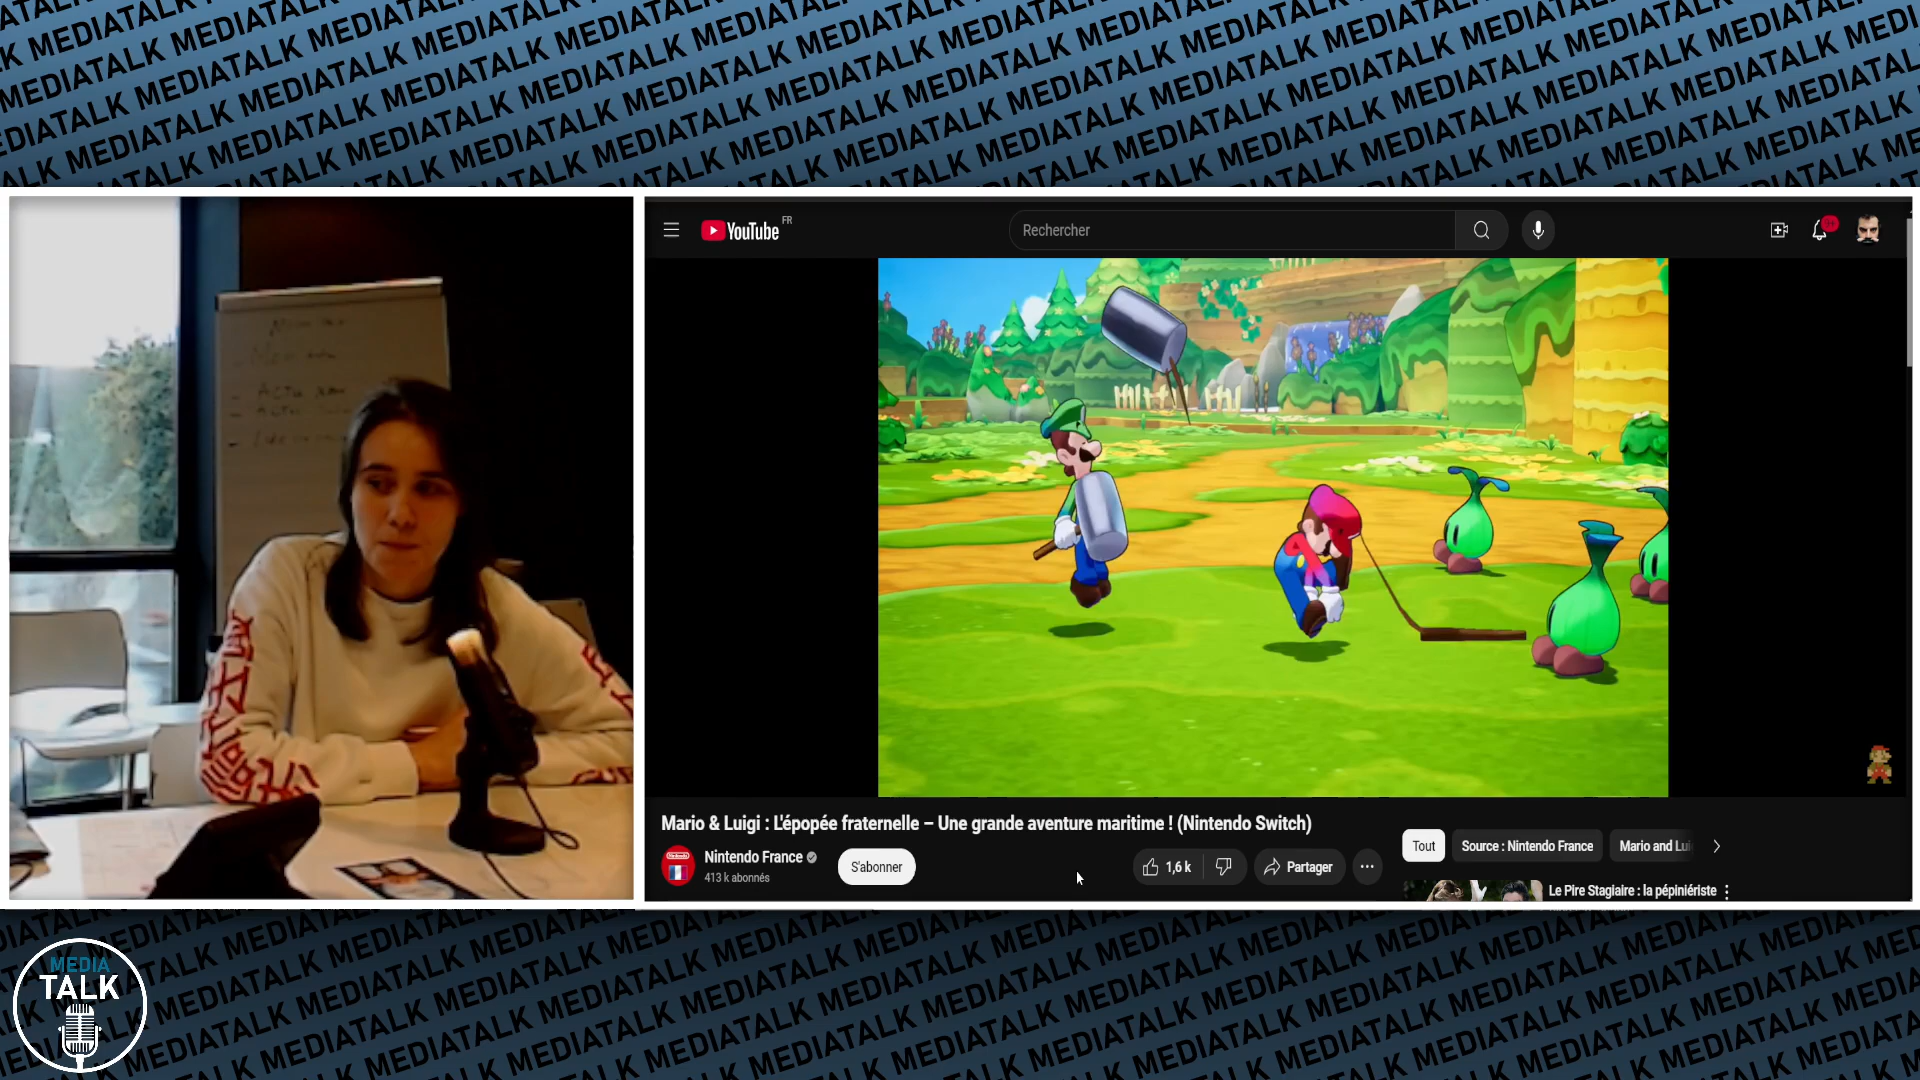 MEDIATALK MEDIATALK MEDIATALK MEDIATALK MEDIATALK
YouTube FR
Rechercher
9+
Mario & Luigi : L'épopée fraternelle – Une grande aventure maritime ! (Nintendo Switch)
Nintendo France
413 k abonnés
S'abonner
1,6 k
Partager
Tout
Source : Nintendo France
Mario and Lui
Le Pire Stagiaire : la pépiniériste
MEDIA
TALK